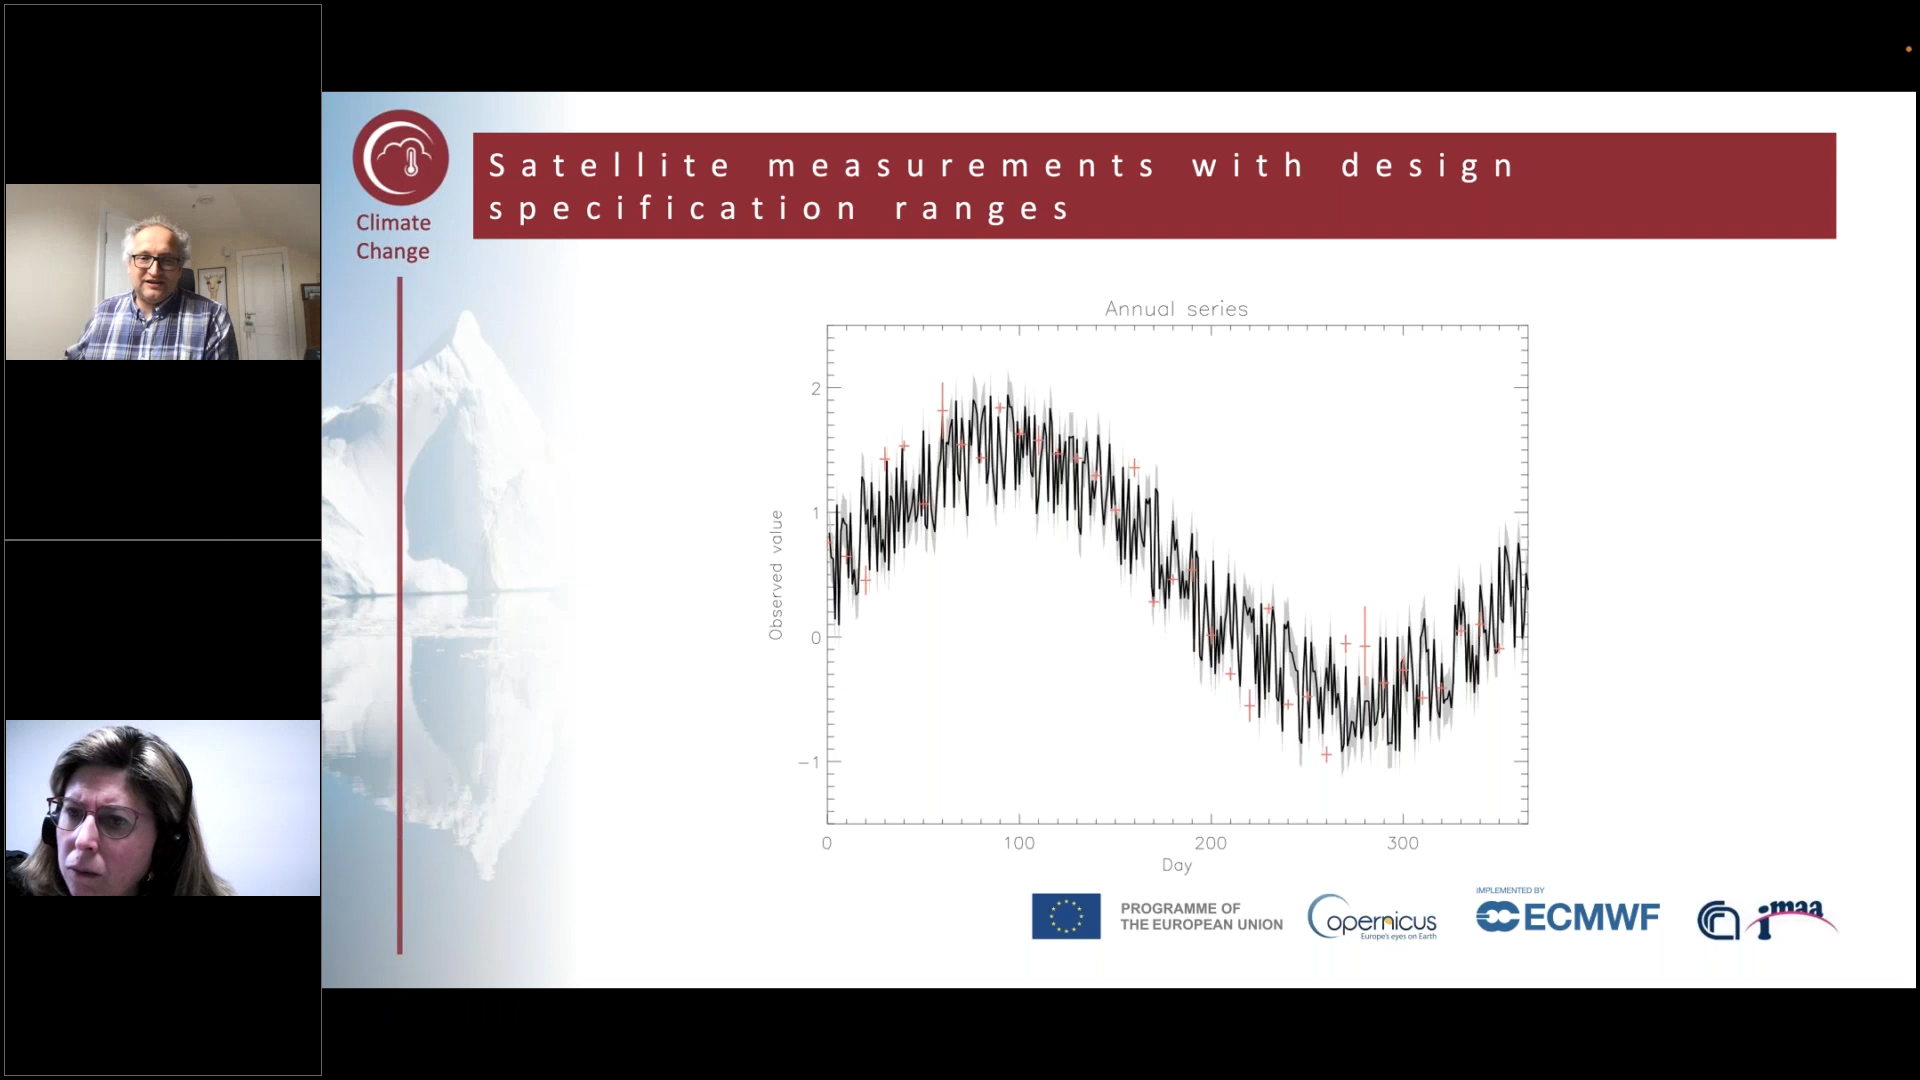 Climate
Change
Satellite measurements with design
specification ranges
Annual series
Observed value
2
1
0
−1
0 100 200 300
Day
PROGRAMME OF
THE EUROPEAN UNION
opernicus
Europe's eyes on Earth
IMPLEMENTED BY
ECMWF
imaa